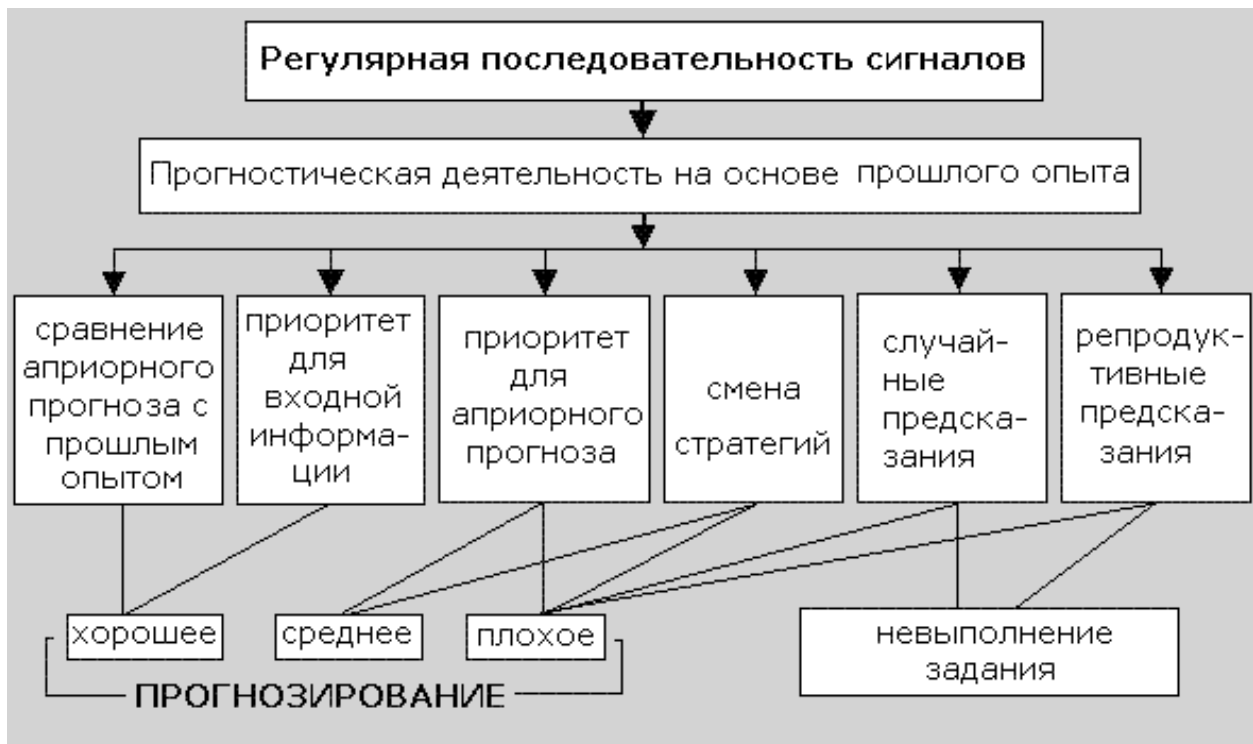 Регулярная последовательность сигналов
Прогностическая деятельность на основе прошлого опыта
сравнение
априорного
прогноза с
прошлым
опытом
приоритет
для
входной
информа-
ции
приоритет
для
априорного
прогноза
смена
стратегий
случай-
ные
предска-
зания
репродук-
тивные
предска-
зания
хорошее
среднее
плохое
невыполнение
задания
ПРОГНОЗИРОВАНИЕ